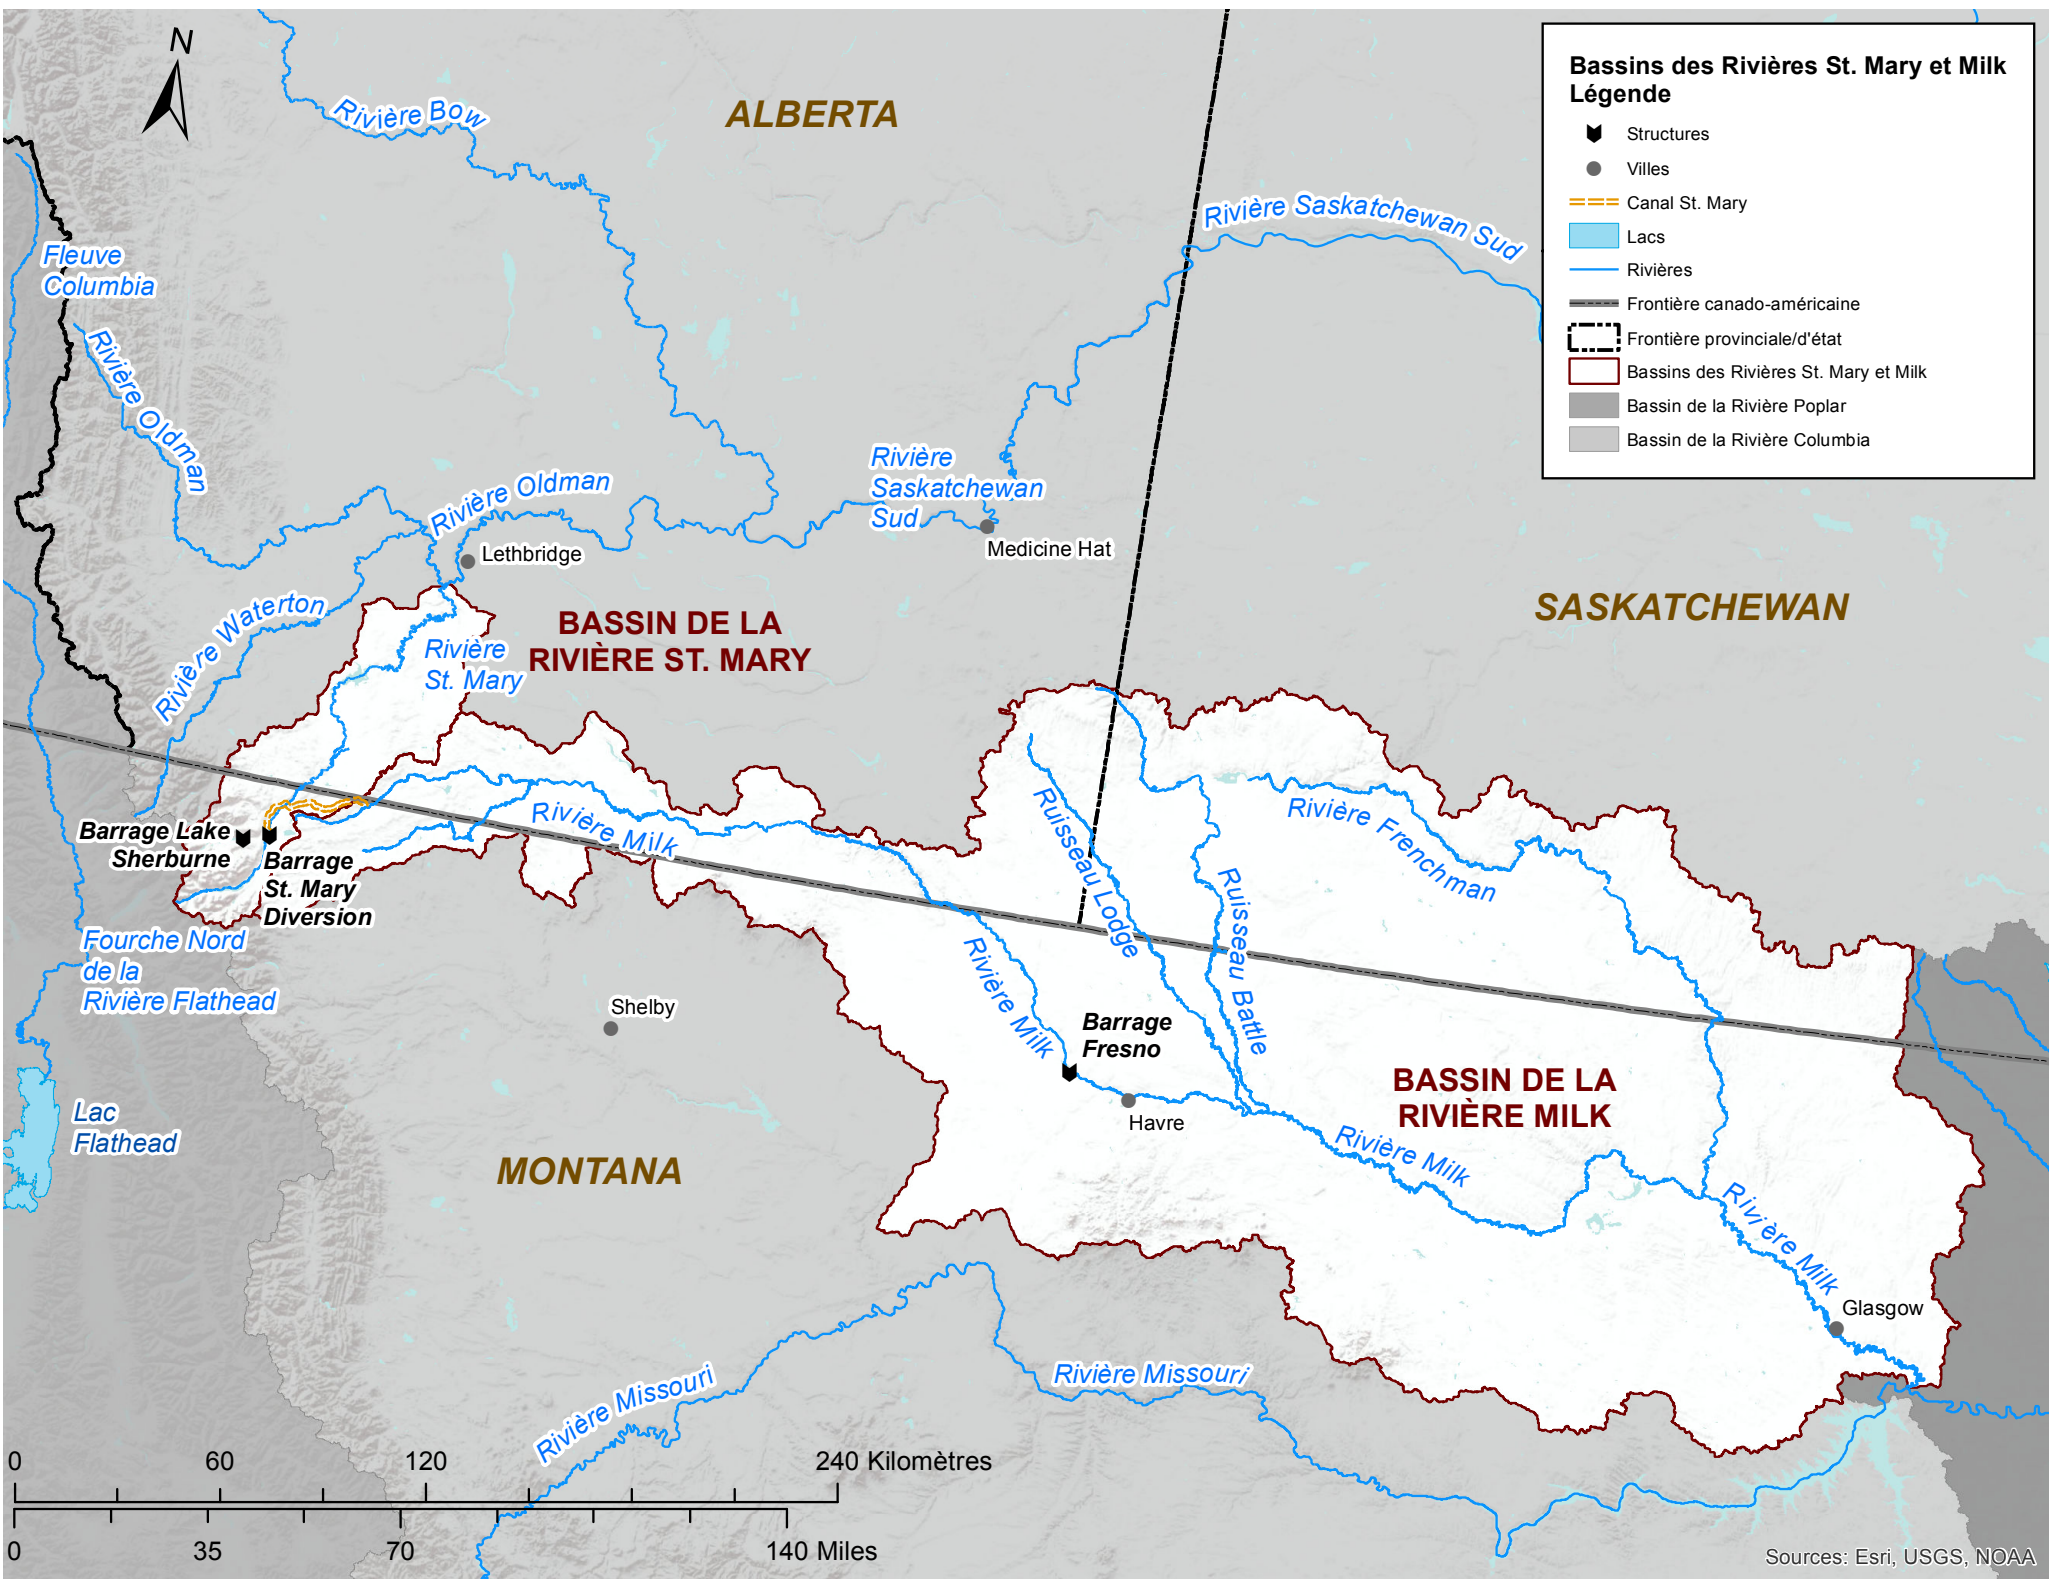 N
ALBERTA
Rivière Bow
Bassins des Rivières St. Mary et Milk
Légende
Structures
Villes
Canal St. Mary
Lacs
Rivières
Frontière canado-américaine
Frontière provinciale/d'état
Bassins des Rivières St. Mary et Milk
Bassin de la Rivière Poplar
Bassin de la Rivière Columbia
Rivière Saskatchewan Sud
Fleuve
Columbia
Rivière Oldman
Rivière Oldman
Rivière
Saskatchewan
Sud
Lethbridge
Medicine Hat
Rivière Waterton
BASSIN DE LA
RIVIÈRE ST. MARY
SASKATCHEWAN
Rivière
St. Mary
Barrage Lake
Sherburne
Barrage
St. Mary
Diversion
Rivière Milk
Ruisseau Lodge
Ruisseau Battle
Rivière Frenchman
Fourche Nord
de la
Rivière Flathead
Rivière Milk
Shelby
Barrage
Fresno
Havre
BASSIN DE LA
RIVIÈRE MILK
Lac
Flathead
MONTANA
Rivière Milk
Rivière Milk
Glasgow
Rivière Missouri
Rivière Missouri
0 60 120 240 Kilomètres
0 35 70 140 Miles
Sources: Esri, USGS, NOAA